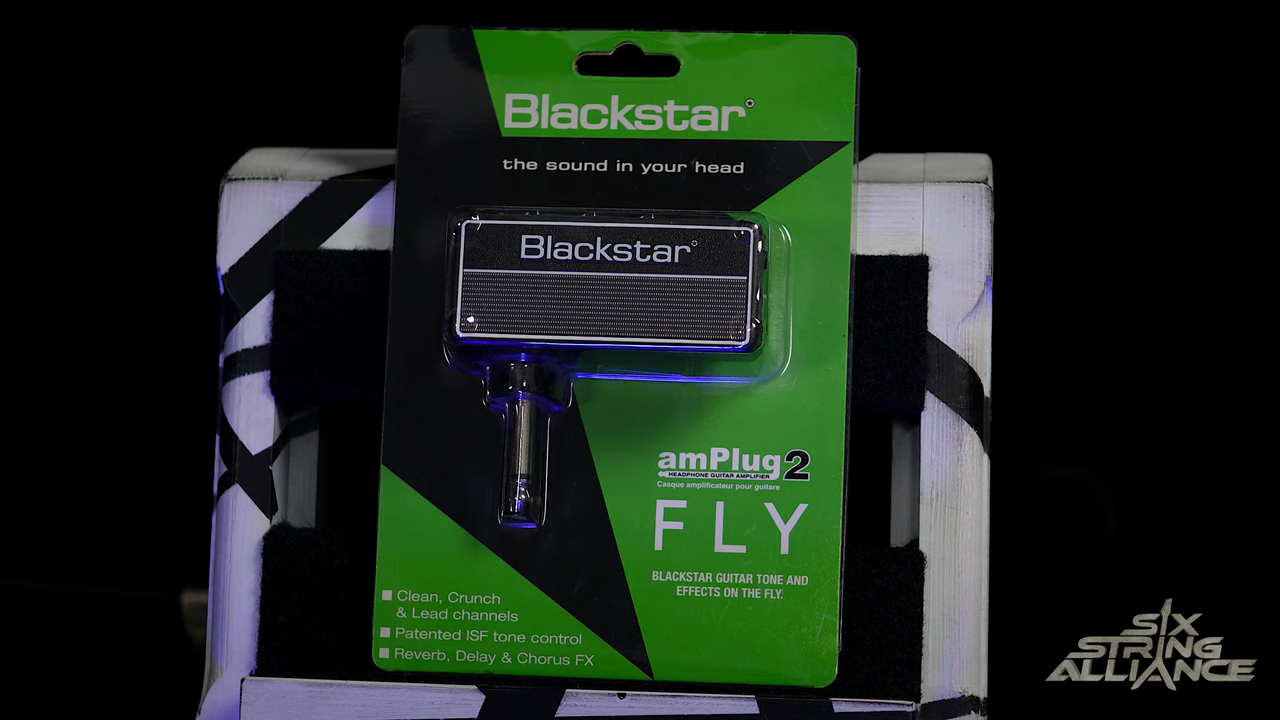 Blackstar
the sound in your head
Blackstar
amPlug2
HEADPHONE GUITAR AMPLIFIER
Casque amplificateur pour guitare
FLY
BLACKSTAR GUITAR TONE AND
EFFECTS ON THE FLY.
Clean, Crunch
& Lead channels
Patented ISF tone control
Reverb, Delay & Chorus FX
SIX
STRING
ALLIANCE